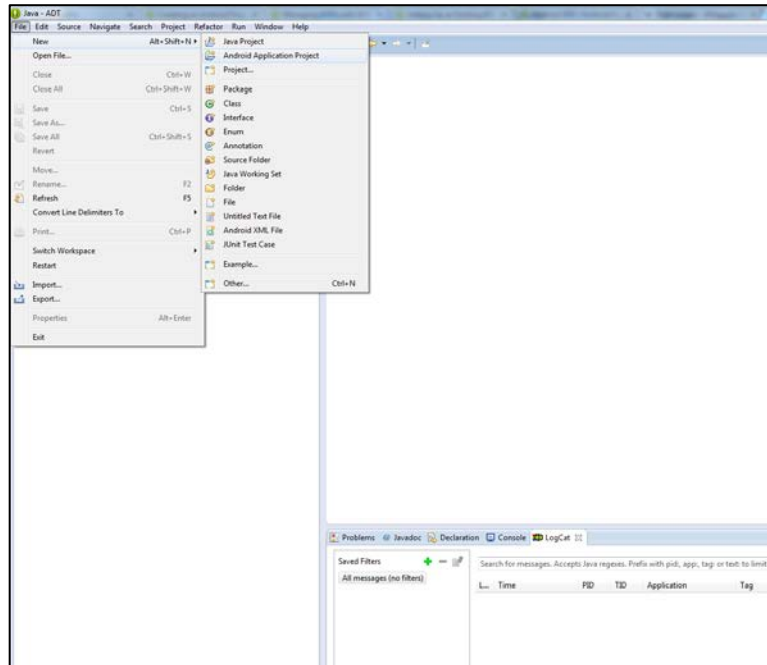 Java - ADT
File Edit Source Navigate Search Project Refactor Run Window Help
New Alt+Shift+N
Open File...
Close Ctrl+W
Close All Ctrl+Shift+W
Save Ctrl+S
Save As...
Save All Ctrl+Shift+S
Revert
Move...
Rename... F2
Refresh F5
Convert Line Delimiters To
Print... Ctrl+P
Switch Workspace
Restart
Import...
Export...
Properties Alt+Enter
Exit
Java Project
Android Application Project
Project...
Package
Class
Interface
Enum
Annotation
Source Folder
Java Working Set
Folder
File
Untitled Text File
Android XML File
JUnit Test Case
Example...
Other... Ctrl+N
Problems Javadoc Declaration Console LogCat
Saved Filters
All messages (no filters)
Search for messages. Accepts Java regexes. Prefix with pid:, app:, tag: or text: to limit
L... Time PID TID Application Tag